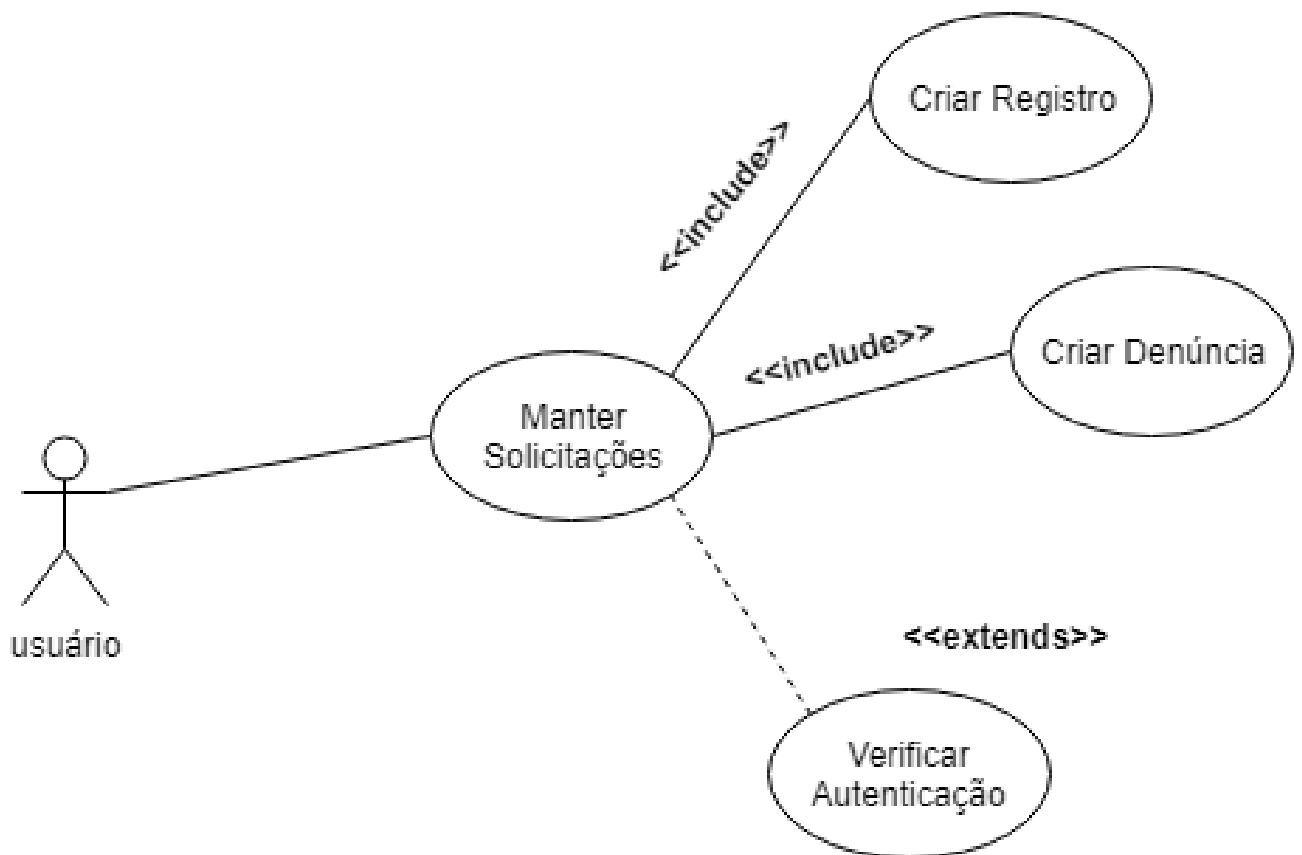 Criar Registro
<<include>>
<<include>>
Criar Denúncia
Manter
Solicitações
usuário
<<extends>>
Verificar
Autenticação